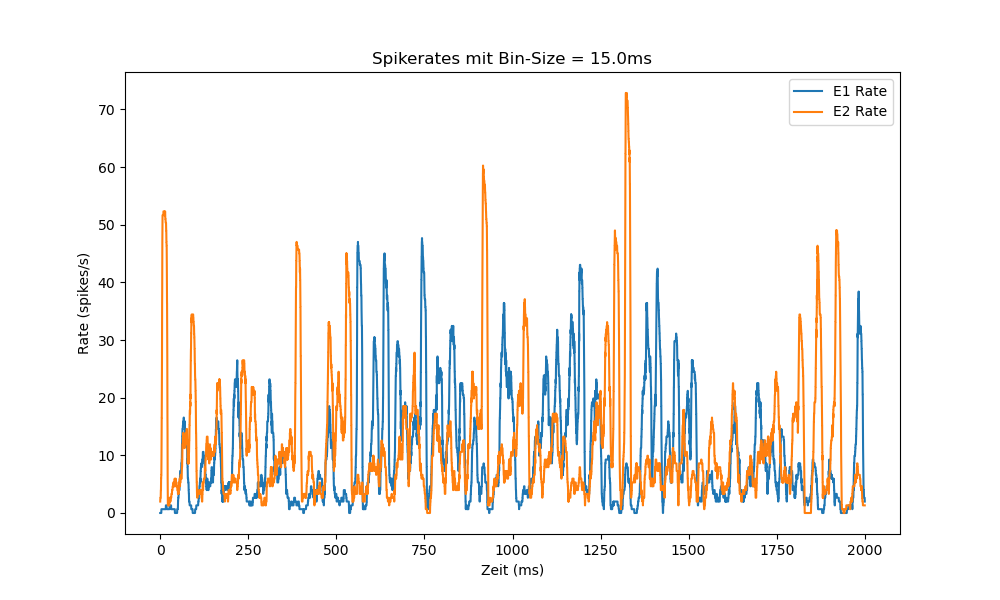 Spikerates mit Bin-Size = 15.0ms
E1 Rate
E2 Rate
70
60
50
40
30
20
10
0
Rate (spikes/s)
0 250 500 750 1000 1250 1500 1750 2000
Zeit (ms)